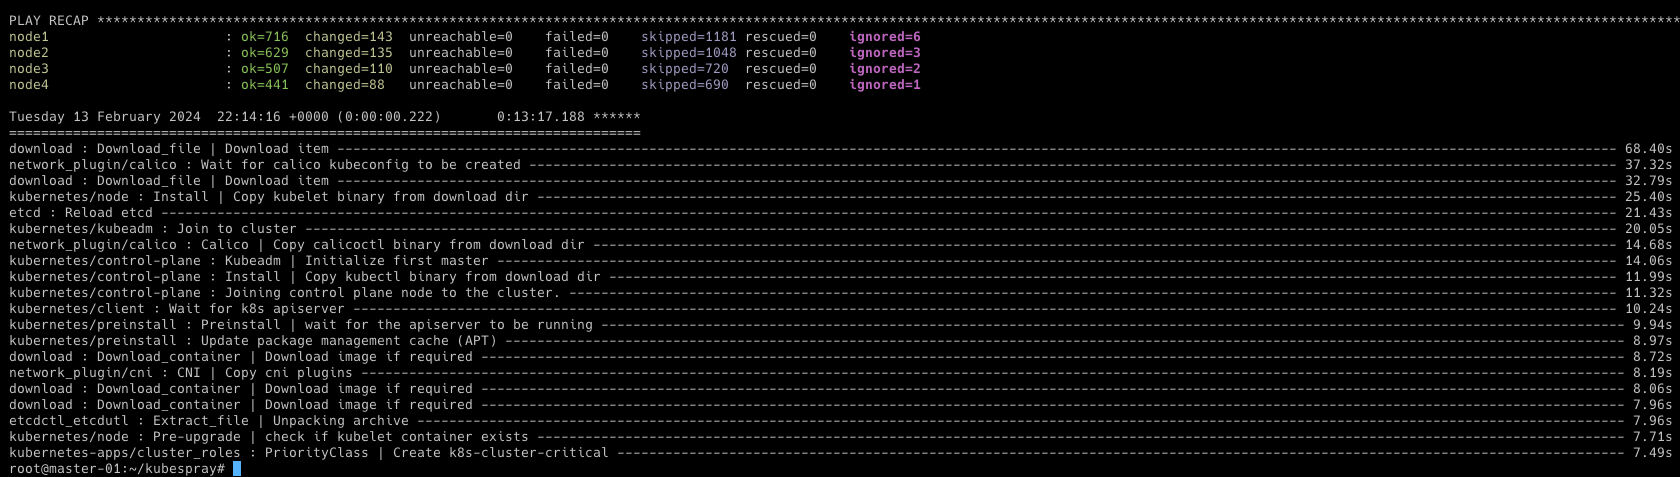 PLAY RECAP *********************************************************************************************************************************************************************************************************
node1                      : ok=716  changed=143  unreachable=0    failed=0    skipped=1181 rescued=0    ignored=6
node2                      : ok=629  changed=135  unreachable=0    failed=0    skipped=1048 rescued=0    ignored=3
node3                      : ok=507  changed=110  unreachable=0    failed=0    skipped=720  rescued=0    ignored=2
node4                      : ok=441  changed=88   unreachable=0    failed=0    skipped=690  rescued=0    ignored=1
Tuesday 13 February 2024  22:14:16 +0000 (0:00:00.222)       0:13:17.188 ******
===============================================================================
download : Download_file | Download item ---------- 68.40s
network_plugin/calico : Wait for calico kubeconfig to be created ---------- 37.32s
download : Download_file | Download item ---------- 32.79s
kubernetes/node : Install | Copy kubelet binary from download dir ---------- 25.40s
etcd : Reload etcd ---------- 21.43s
kubernetes/kubeadm : Join to cluster ---------- 20.05s
network_plugin/calico : Calico | Copy calicoctl binary from download dir ---------- 14.68s
kubernetes/control-plane : Kubeadm | Initialize first master ---------- 14.06s
kubernetes/control-plane : Install | Copy kubectl binary from download dir ---------- 11.99s
kubernetes/control-plane : Joining control plane node to the cluster. ---------- 11.32s
kubernetes/client : Wait for k8s apiserver ---------- 10.24s
kubernetes/preinstall : Preinstall | wait for the apiserver to be running ---------- 9.94s
kubernetes/preinstall : Update package management cache (APT) ---------- 8.97s
download : Download_container | Download image if required ---------- 8.72s
network_plugin/cni : CNI | Copy cni plugins ---------- 8.19s
download : Download_container | Download image if required ---------- 8.06s
download : Download_container | Download image if required ---------- 7.96s
etcdctl_etcdutl : Extract_file | Unpacking archive ---------- 7.96s
kubernetes/node : Pre-upgrade | check if kubelet container exists ---------- 7.71s
kubernetes-apps/cluster_roles : PriorityClass | Create k8s-cluster-critical ---------- 7.49s
root@master-01:~/kubespray#